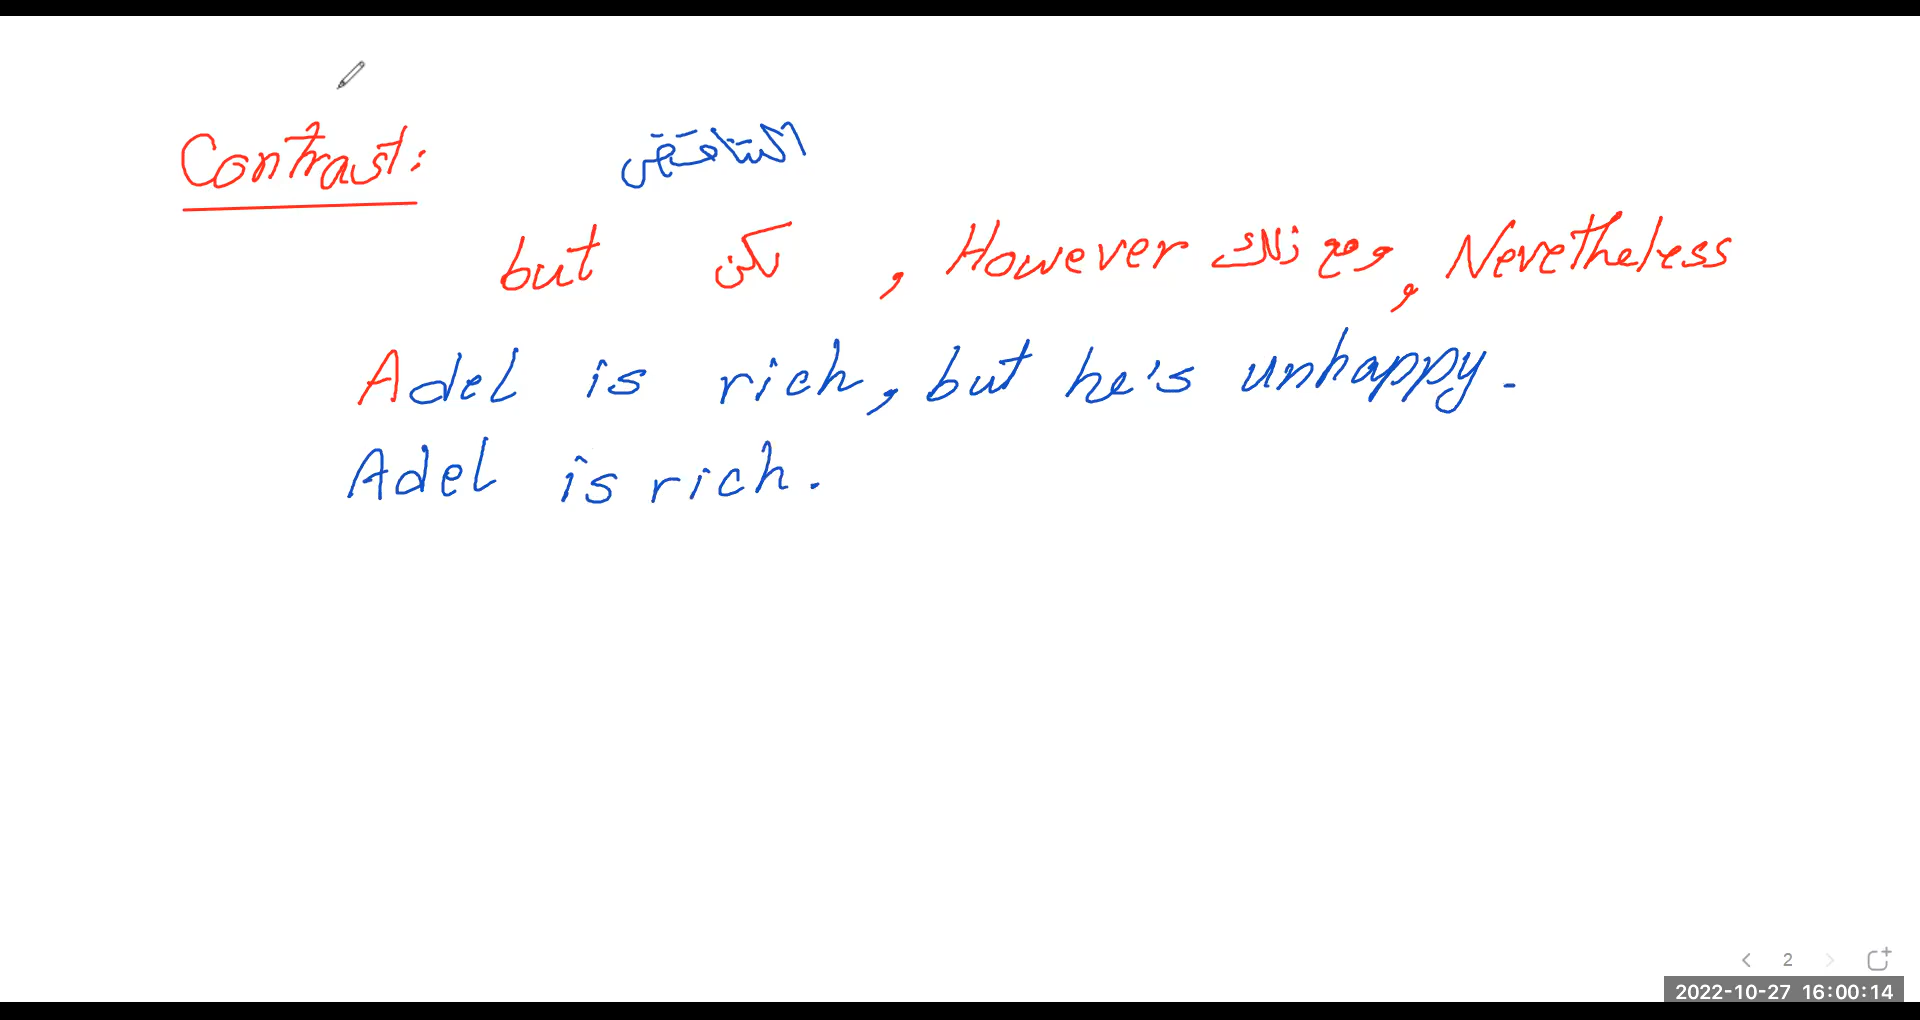 Contrast: التناقض
but لكن , However ومع ذلك , Nevetheless
Adel is rich, but he's unhappy.
Adel is rich.
2
2022-10-27 16:00:14